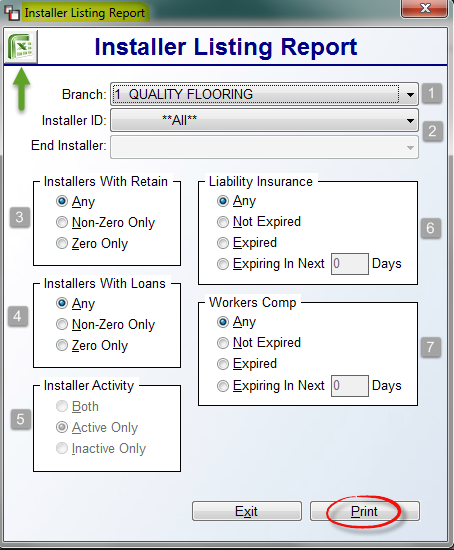 Installer Listing Report
x
Installer Listing Report
Branch: 1 QUALITY FLOORING 1
Installer ID: **All** 2
End Installer:
Installers With Retain
3
Any
Non-Zero Only
Zero Only
Liability Insurance
6
Any
Not Expired
Expired
Expiring In Next 0 Days
Installers With Loans
4
Any
Non-Zero Only
Zero Only
Workers Comp
7
Any
Not Expired
Expired
Expiring In Next 0 Days
Installer Activity
5
Both
Active Only
Inactive Only
Exit Print